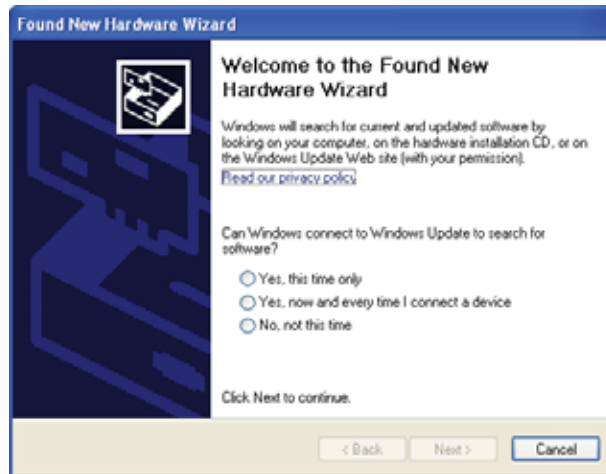 Found New Hardware Wizard
Welcome to the Found New
Hardware Wizard
Windows will search for current and updated software by
looking on your computer, on the hardware installation CD, or on
the Windows Update Web site (with your permission).
Read our privacy policy
Can Windows connect to Windows Update to search for
software?
Yes, this time only
Yes, now and every time I connect a device
No, not this time
Click Next to continue.
< Back
Next >
Cancel